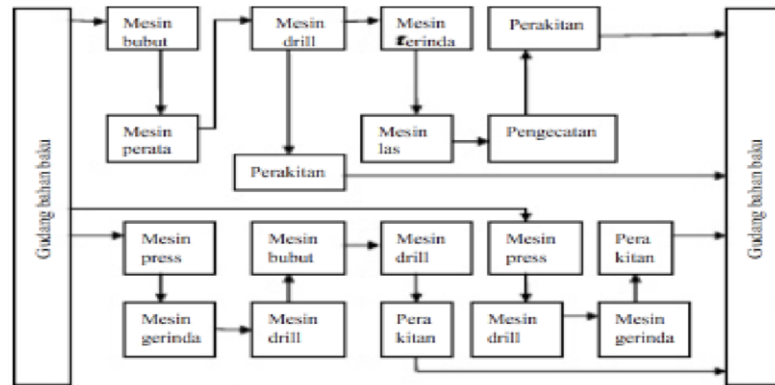 Gudang bahan baku
Mesin
bubut
Mesin
drill
Mesin
gerinda
Perakitan
Mesin
perata
Mesin
las
Pengecatan
Perakitan
Mesin
press
Mesin
bubut
Mesin
drill
Mesin
press
Pera
kitan
Mesin
gerinda
Mesin
drill
Pera
kitan
Mesin
drill
Mesin
gerinda
Gudang bahan baku